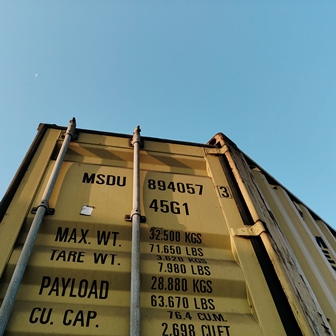 MSDU 894057 3
45G1
MAX. WT. 32.500 KGS
71.650 LBS
TARE WT. 3.620 KGS
7.980 LBS
PAYLOAD 28.880 KGS
63.670 LBS
CU. CAP. 76.4 CU.M.
2.698 CU.FT.